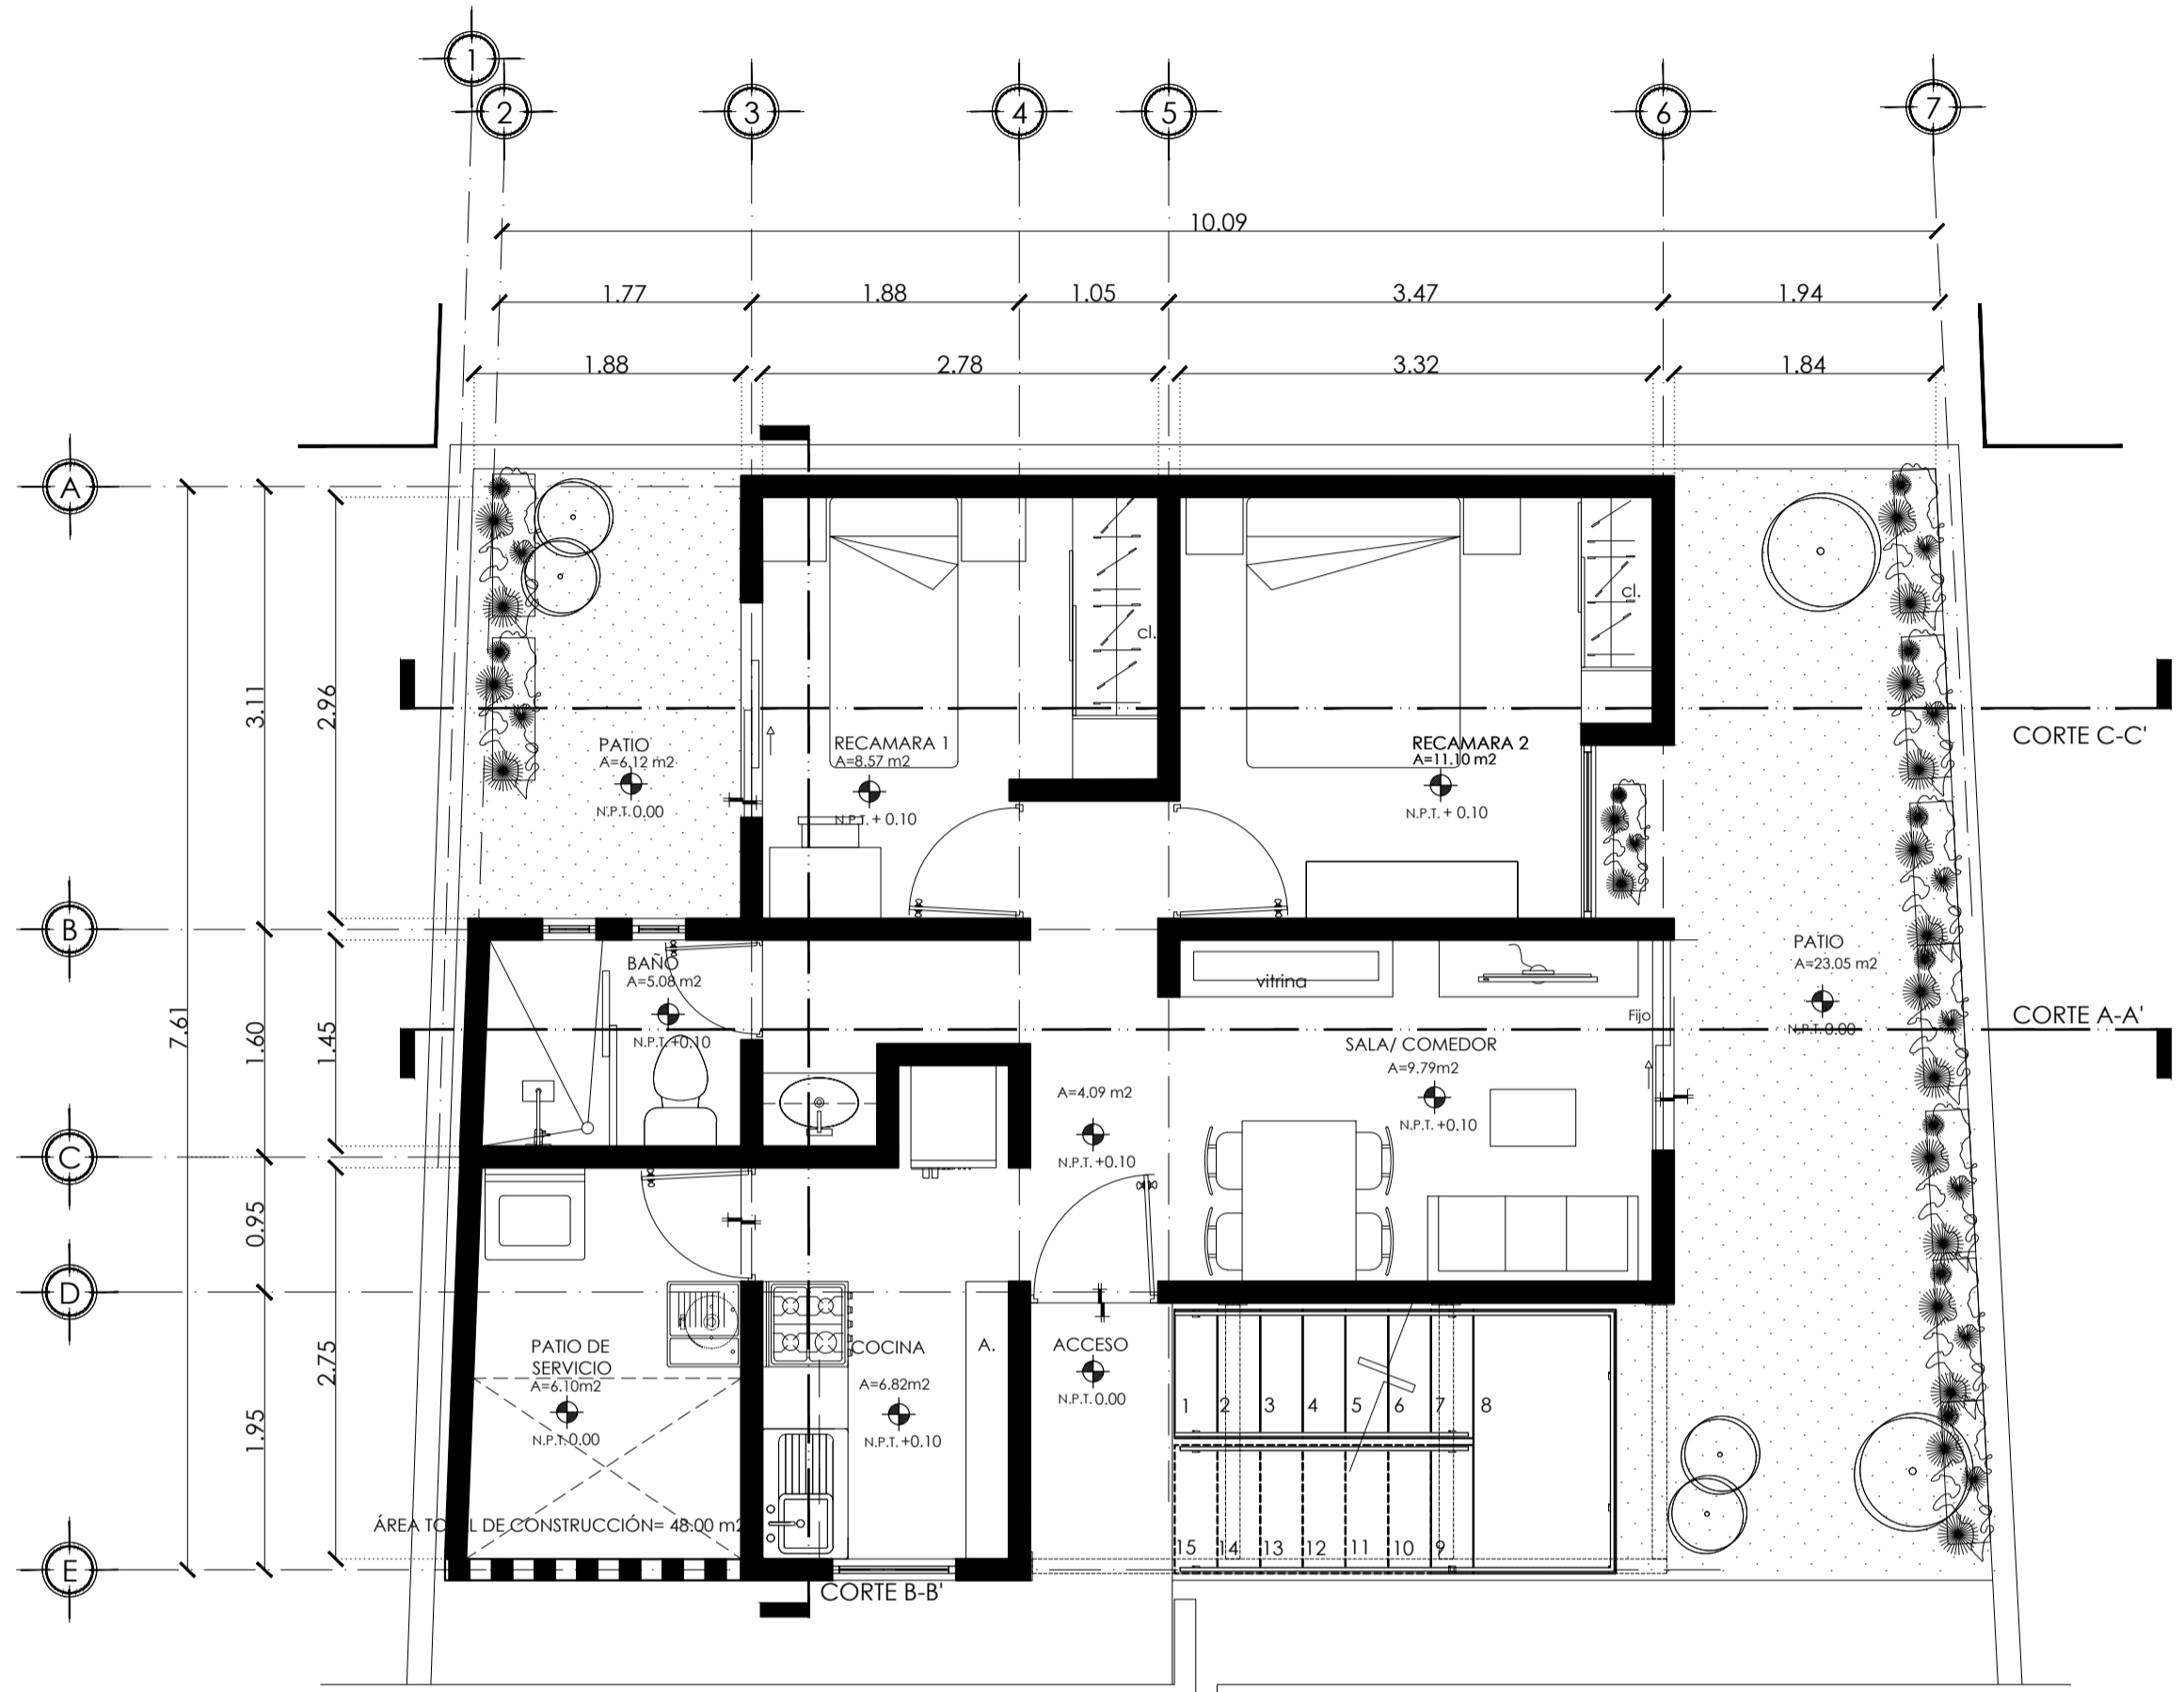 1
2
3
4
5
6
7
10.09
1.77
1.88
1.05
3.47
1.94
1.88
2.78
3.32
1.84
A
B
C
D
E
7.61
3.11
1.60
0.95
1.95
2.96
1.45
2.75
PATIO
A=6.12 m2
N.P.T. 0.00
RECAMARA 1
A=8.57 m2
N.P.T. + 0.10
cl.
RECAMARA 2
A=11.10 m2
N.P.T. + 0.10
cl.
CORTE C-C'
BAÑO
A=5.08 m2
N.P.T. +0.10
vitrina
Fijo
SALA/ COMEDOR
A=9.79m2
N.P.T. +0.10
A=4.09 m2
N.P.T. +0.10
PATIO
A=23.05 m2
N.P.T. 0.00
CORTE A-A'
PATIO DE
SERVICIO
A=6.10m2
N.P.T. 0.00
COCINA
A=6.82m2
N.P.T. +0.10
A.
ACCESO
N.P.T. 0.00
1 2 3 4 5 6 7 8
15 14 13 12 11 10 9
ÁREA TOTAL DE CONSTRUCCIÓN= 48.00 m2
CORTE B-B'